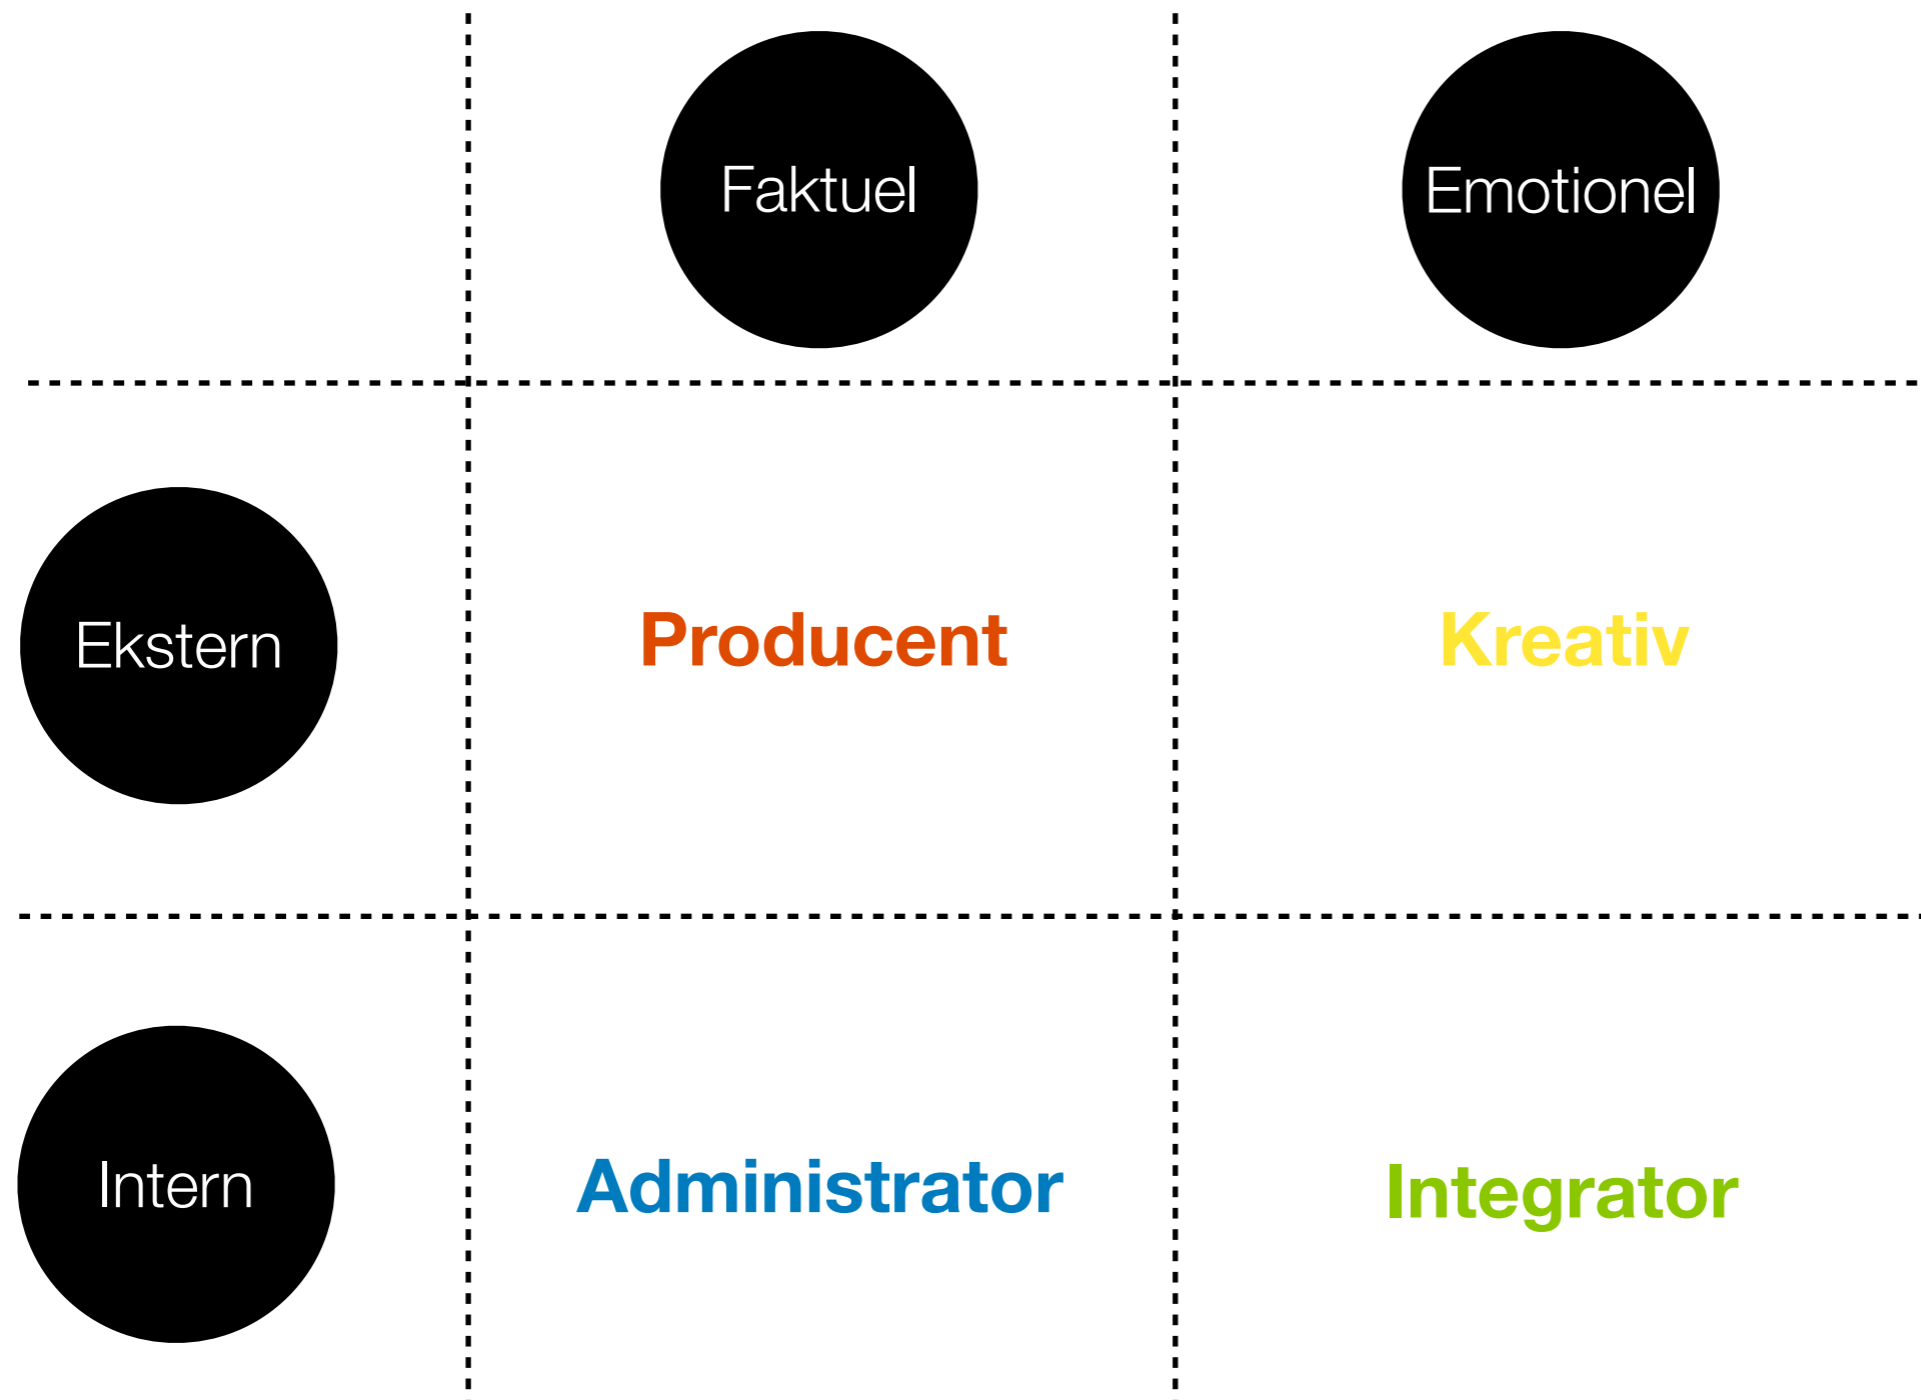 Faktuel
Emotionel
Ekstern
Producent
Kreativ
Intern
Administrator
Integrator